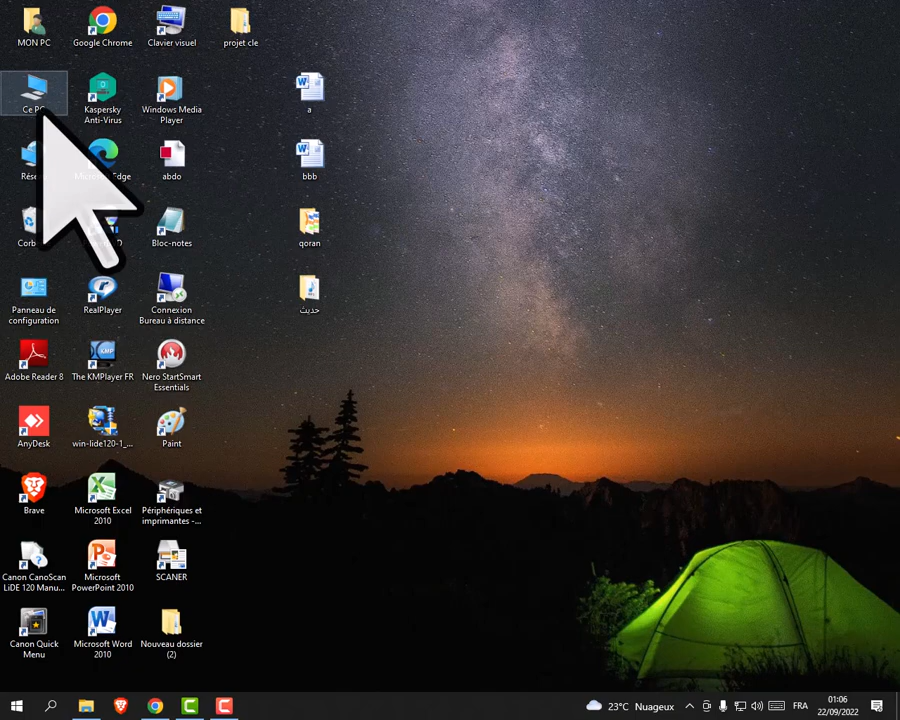 MON PC
Google Chrome
Clavier visuel
projet cle
Kaspersky
Anti-Virus
Windows Media
Player
a
abdo
bbb
Bloc-notes
qoran
Panneau de
configuration
RealPlayer
Connexion
Bureau à distance
حديث
Adobe Reader 8
The KMPlayer FR
Nero StartSmart
Essentials
AnyDesk
win-lide120-1_...
Paint
Brave
Microsoft Excel
2010
Périphériques et
imprimantes -...
Canon CanoScan
LiDE 120 Manu...
Microsoft
PowerPoint 2010
SCANER
Canon Quick
Menu
Microsoft Word
2010
Nouveau dossier
(2)
23°C Nuageux
FRA
01:06
22/09/2022